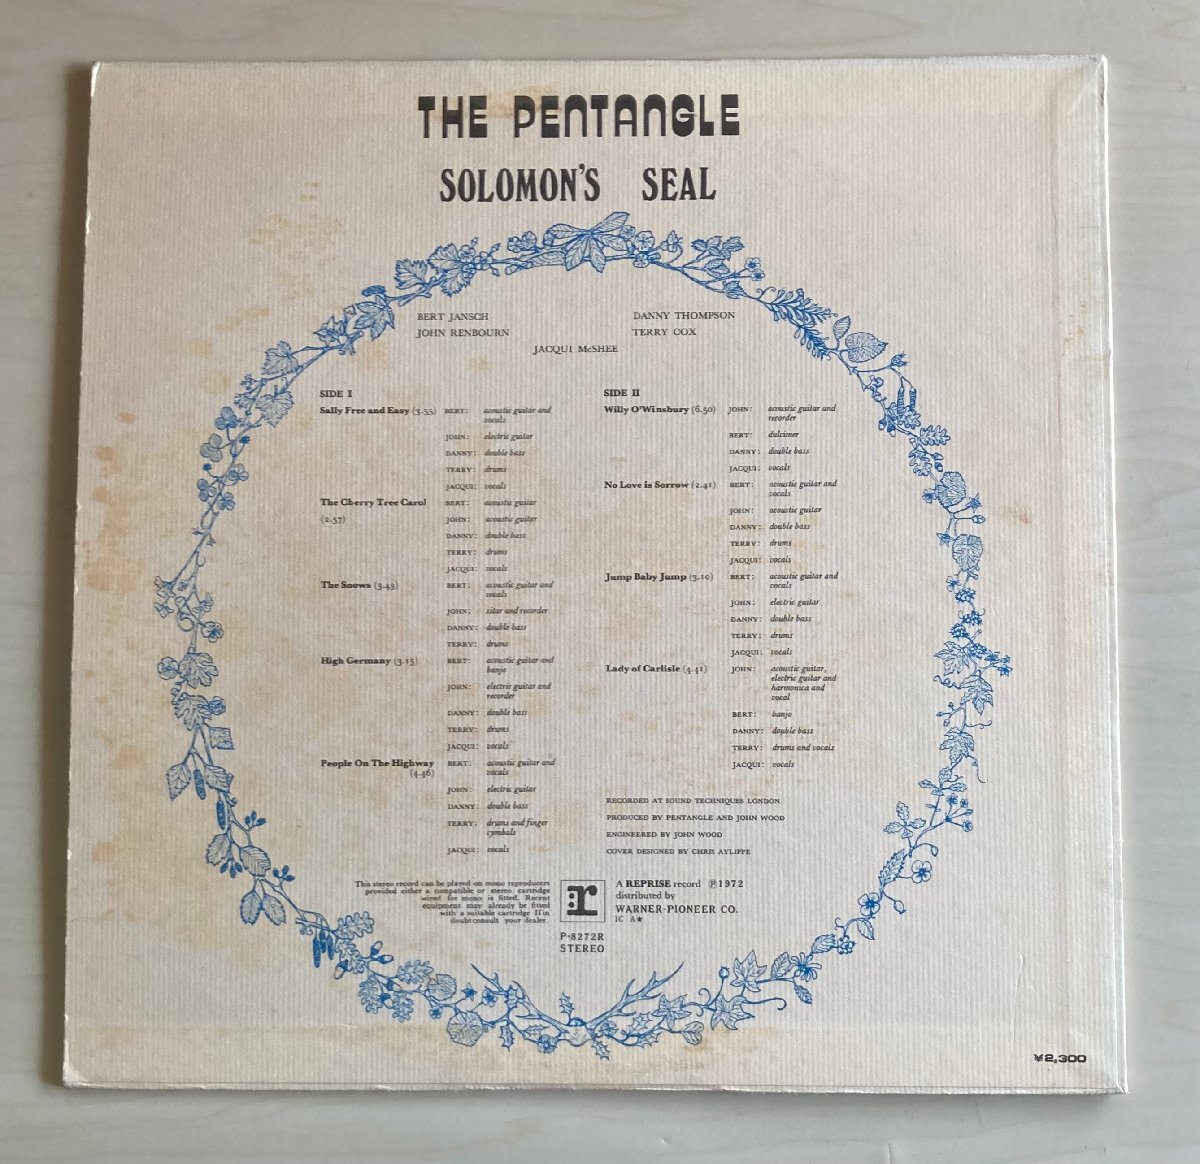 THE PENTANGLE
SOLOMON'S SEAL
BERT JANSCH
DANNY THOMPSON
JOHN RENBOURN
TERRY COX
JACQUI McSHEE
SIDE I
Sally Free and Easy (3.55) BERT: acoustic guitar and
vocals
JOHN: electric guitar
DANNY: double bass
TERRY: drums
JACQUI: vocals
The Cherry Tree Carol BERT: acoustic guitar
(2.57) JOHN: acoustic guitar
DANNY: double bass
TERRY: drums
JACQUI: vocals
The Snows (3.43) BERT: acoustic guitar and
vocals
JOHN: sitar and recorder
DANNY: double bass
TERRY: drums
High Germany (3.15) BERT: acoustic guitar and
banjo
JOHN: electric guitar and
recorder
DANNY: double bass
TERRY: drums
JACQUI: vocals
People On The Highway BERT: acoustic guitar and
(4.46) vocals
JOHN: electric guitar
DANNY: double bass
TERRY: drums and finger
cymbals
JACQUI: vocals
SIDE II
Willy O'Winsbury (6.50) JOHN: acoustic guitar and
recorder
BERT: dulcimer
DANNY: double bass
JACQUI: vocals
No Love is Sorrow (2.41) BERT: acoustic guitar and
vocals
JOHN: acoustic guitar
DANNY: double bass
TERRY: drums
JACQUI: vocals
Jump Baby Jump (3.10) BERT: acoustic guitar and
vocals
JOHN: electric guitar
DANNY: double bass
TERRY: drums
JACQUI: vocals
Lady of Carlisle (4.41) JOHN: acoustic guitar,
electric guitar and
harmonica and
vocal
BERT: banjo
DANNY: double bass
TERRY: drums and vocals
JACQUI: vocals
RECORDED AT SOUND TECHNIQUES LONDON
PRODUCED BY PENTANGLE AND JOHN WOOD
ENGINEERED BY JOHN WOOD
COVER DESIGNED BY CHRIS AYLIFFE
This stereo record can be played on mono reproducers
provided either a compatible or stereo cartridge
wired for mono is fitted. Recent
equipment may already be fitted
with a suitable cartridge. If in
doubt consult your dealer.
r
P-8272R
STEREO
A REPRISE record ℗1972
distributed by
WARNER-PIONEER CO.
IC A★
¥2,300